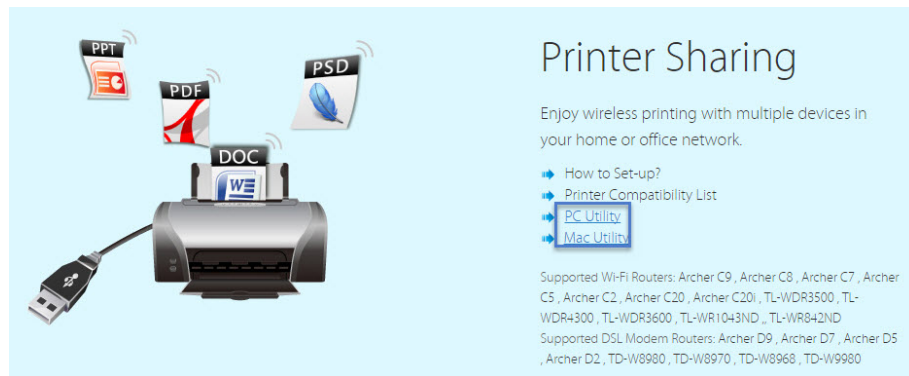 PPT
PDF
PSD
DOC
W
Printer Sharing
Enjoy wireless printing with multiple devices in
your home or office network.
How to Set-up?
Printer Compatibility List
PC Utility
Mac Utility
Supported Wi-Fi Routers: Archer C9 , Archer C8 , Archer C7 , Archer
C5 , Archer C2 , Archer C20 , Archer C20i , TL-WDR3500 , TL-
WDR4300 , TL-WDR3600 , TL-WR1043ND ,, TL-WR842ND
Supported DSL Modem Routers: Archer D9 , Archer D7 , Archer D5
, Archer D2 , TD-W8980 , TD-W8970 , TD-W8968 , TD-W9980